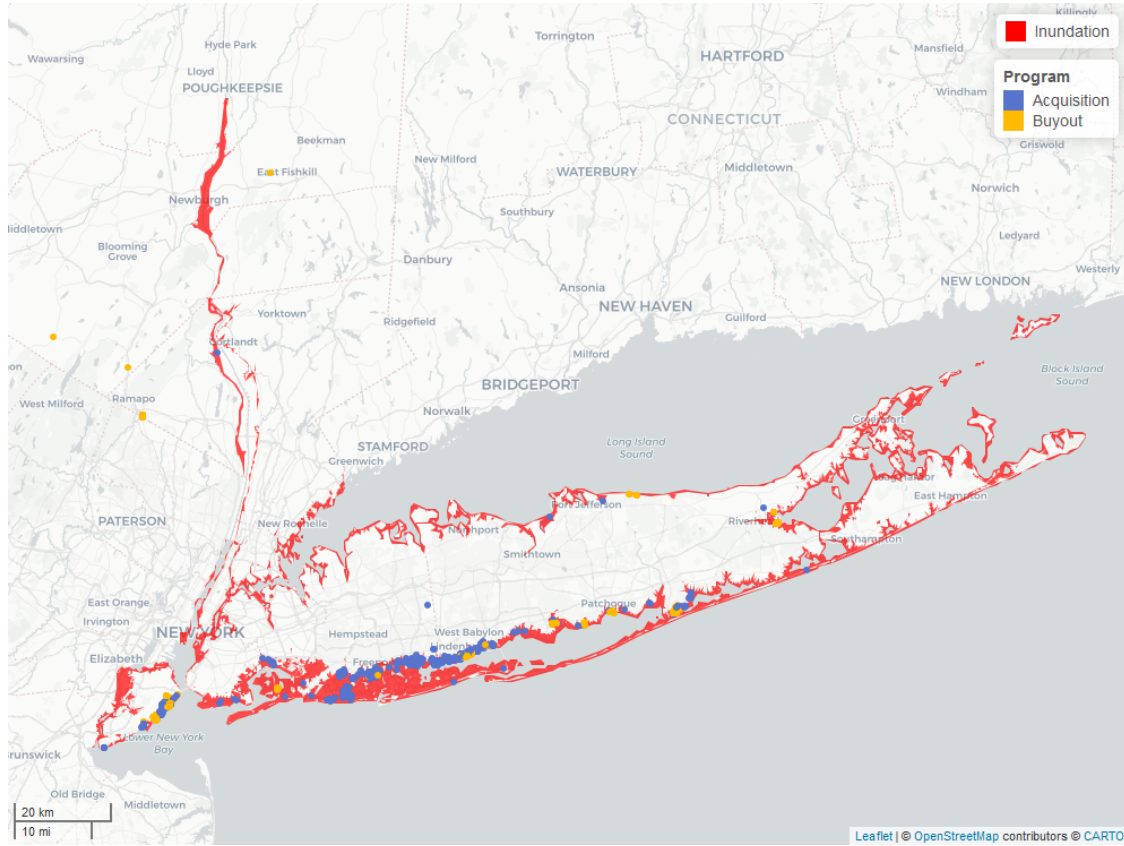 Killingly
Torrington
Hyde Park
Wawarsing
HARTFORD
Mansfield
Lloyd
POUGHKEEPSIE
Windham
CONNECTICUT
Beekman
Griswold
New Milford
WATERBURY
Middletown
East Fishkill
Norwich
Newburgh
Southbury
Middletown
Ledyard
Blooming
Grove
Danbury
Ansonia
NEW LONDON
Westerly
NEW HAVEN
Yorktown
Guilford
Ridgefield
Cortlandt
Milford
BRIDGEPORT
Block Island
Sound
Ramapo
West Milford
Norwalk
Greenport
STAMFORD
Long Island
Sound
Greenwich
East Hampton
Port Jefferson
PATERSON
New Rochelle
Northport
Southampton
Smithtown
East Orange
Patchogue
Irvington
NEW YORK
Hempstead
West Babylon
Elizabeth
Lower New York
Bay
Old Bridge
Middletown
Inundation
Program
Acquisition
Buyout
20 km
10 mi
Leaflet | © OpenStreetMap contributors © CARTO